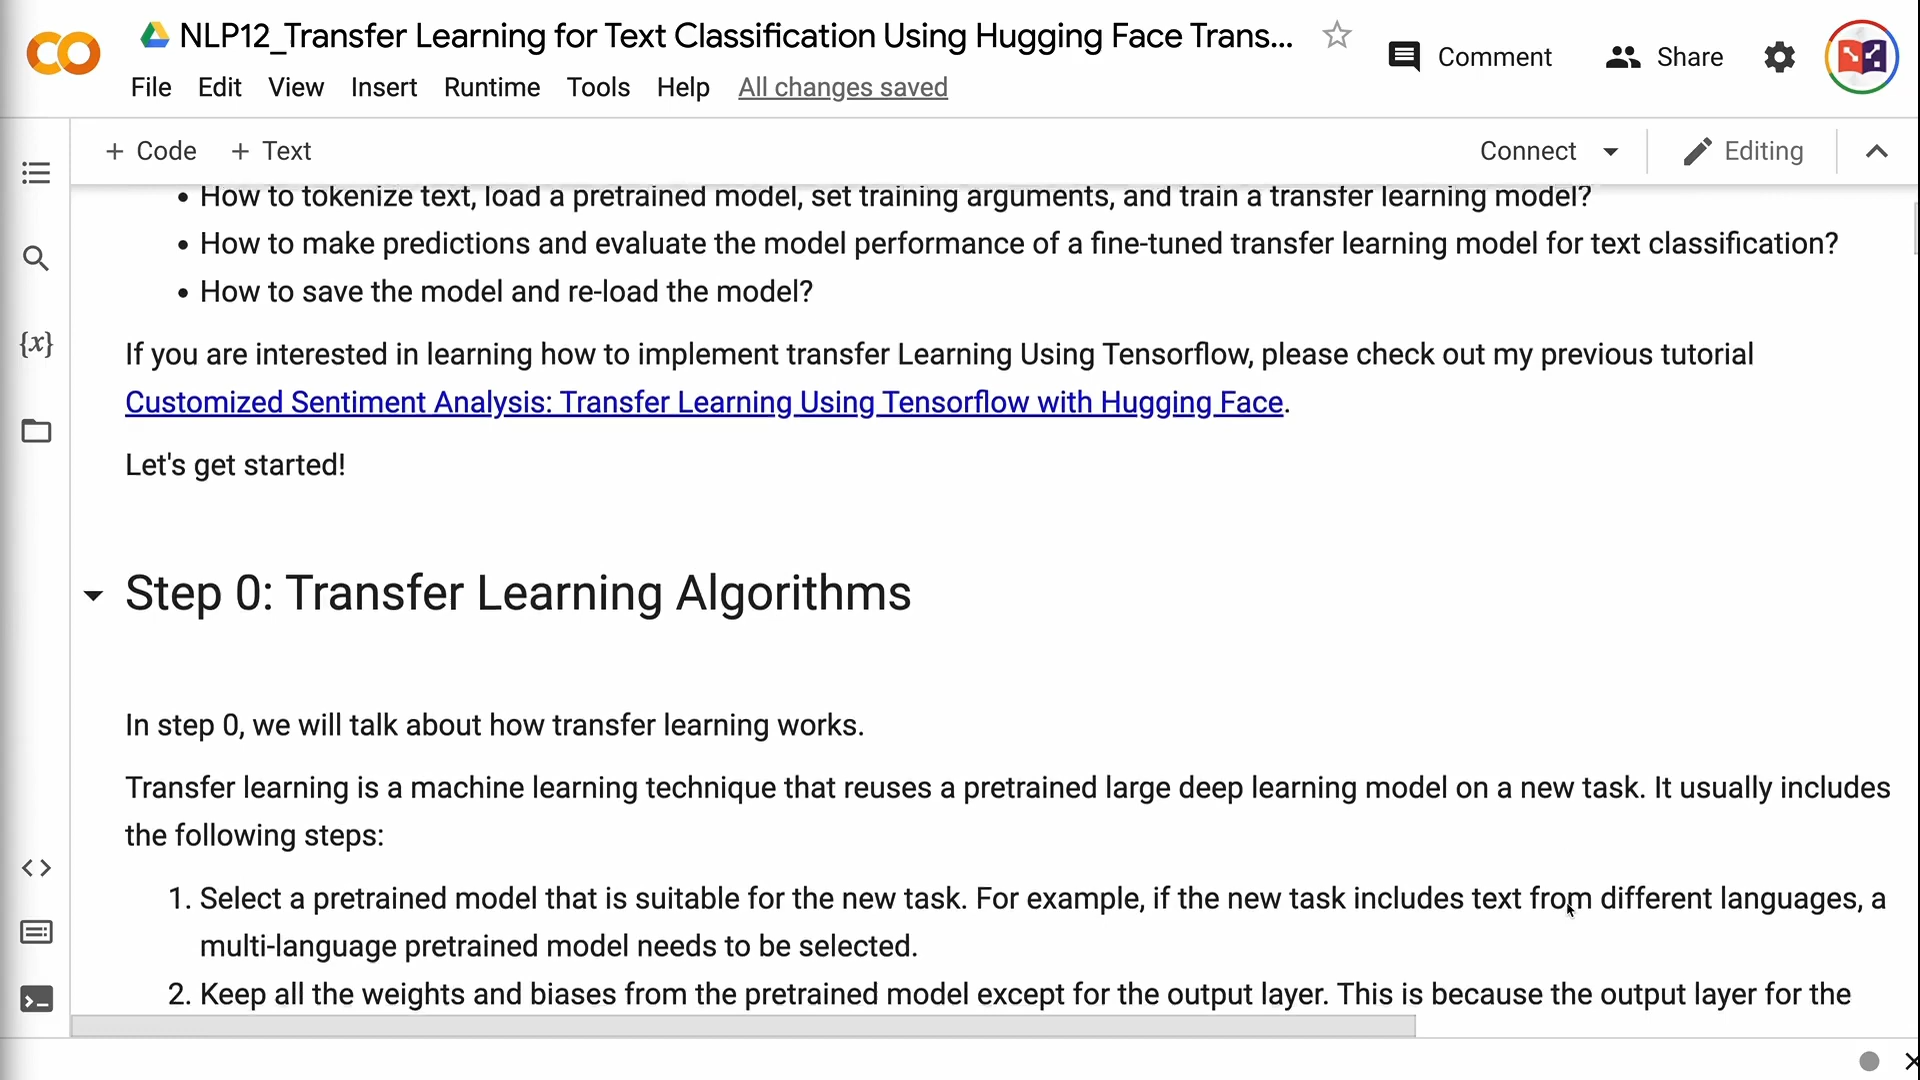 NLP12_Transfer Learning for Text Classification Using Hugging Face Trans...
Comment
Share
File Edit View Insert Runtime Tools Help All changes saved
+ Code + Text
Connect
Editing
• How to tokenize text, load a pretrained model, set training arguments, and train a transfer learning model?
• How to make predictions and evaluate the model performance of a fine-tuned transfer learning model for text classification?
• How to save the model and re-load the model?
If you are interested in learning how to implement transfer Learning Using Tensorflow, please check out my previous tutorial
Customized Sentiment Analysis: Transfer Learning Using Tensorflow with Hugging Face.
Let's get started!
Step 0: Transfer Learning Algorithms
In step 0, we will talk about how transfer learning works.
Transfer learning is a machine learning technique that reuses a pretrained large deep learning model on a new task. It usually includes
the following steps:
1. Select a pretrained model that is suitable for the new task. For example, if the new task includes text from different languages, a
multi-language pretrained model needs to be selected.
2. Keep all the weights and biases from the pretrained model except for the output layer. This is because the output layer for the